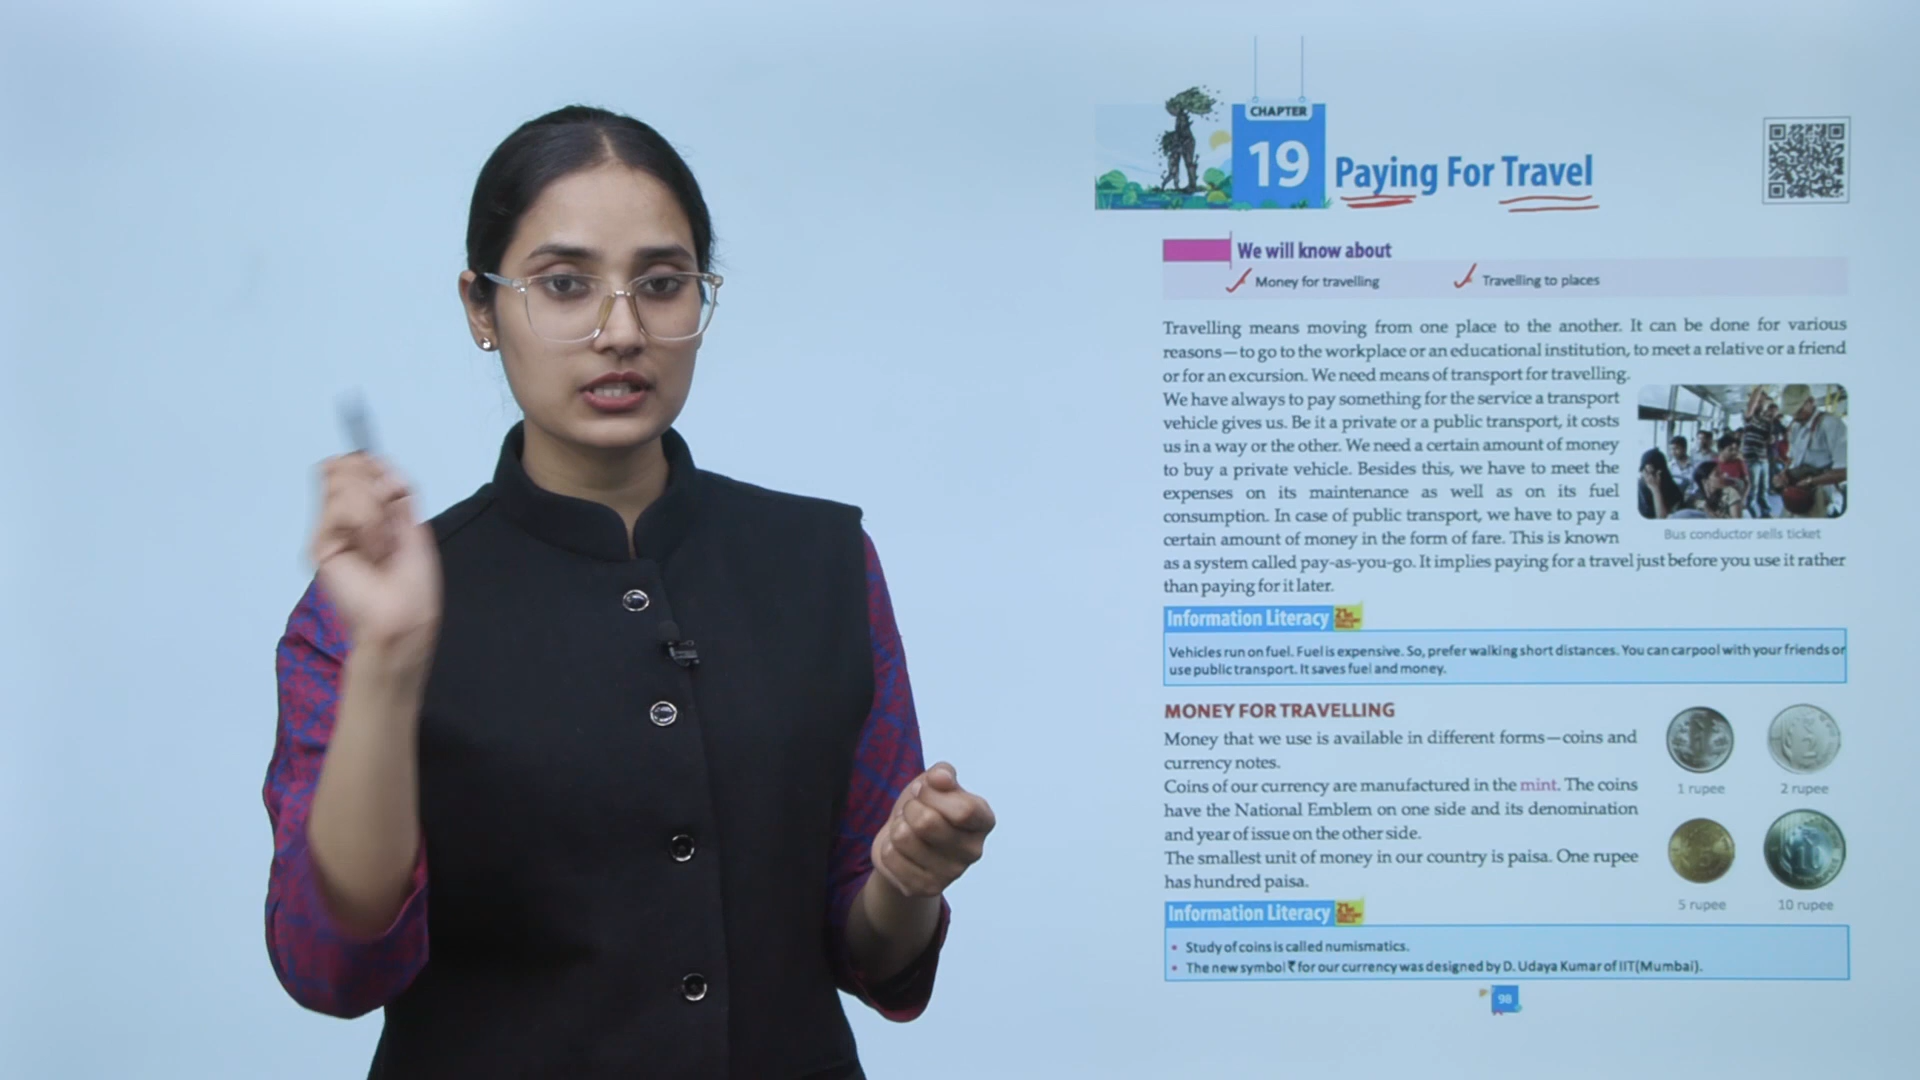 CHAPTER
19
Paying For Travel
We will know about
Money for travelling
Travelling to places
Travelling means moving from one place to the another. It can be done for various
reasons—to go to the workplace or an educational institution, to meet a relative or a friend
or for an excursion. We need means of transport for travelling.
We have always to pay something for the service a transport
vehicle gives us. Be it a private or a public transport, it costs
us in a way or the other. We need a certain amount of money
to buy a private vehicle. Besides this, we have to meet the
expenses on its maintenance as well as on its fuel
consumption. In case of public transport, we have to pay a
certain amount of money in the form of fare. This is known
as a system called pay-as-you-go. It implies paying for a travel just before you use it rather
than paying for it later.
Bus conductor sells ticket
Information Literacy
Vehicles run on fuel. Fuel is expensive. So, prefer walking short distances. You can carpool with your friends or
use public transport. It saves fuel and money.
MONEY FOR TRAVELLING
Money that we use is available in different forms—coins and
currency notes.
Coins of our currency are manufactured in the mint. The coins
have the National Emblem on one side and its denomination
and year of issue on the other side.
The smallest unit of money in our country is paisa. One rupee
has hundred paisa.
1 rupee
2 rupee
5 rupee
10 rupee
Information Literacy
• Study of coins is called numismatics.
• The new symbol ₹ for our currency was designed by D. Udaya Kumar of IIT(Mumbai).
98